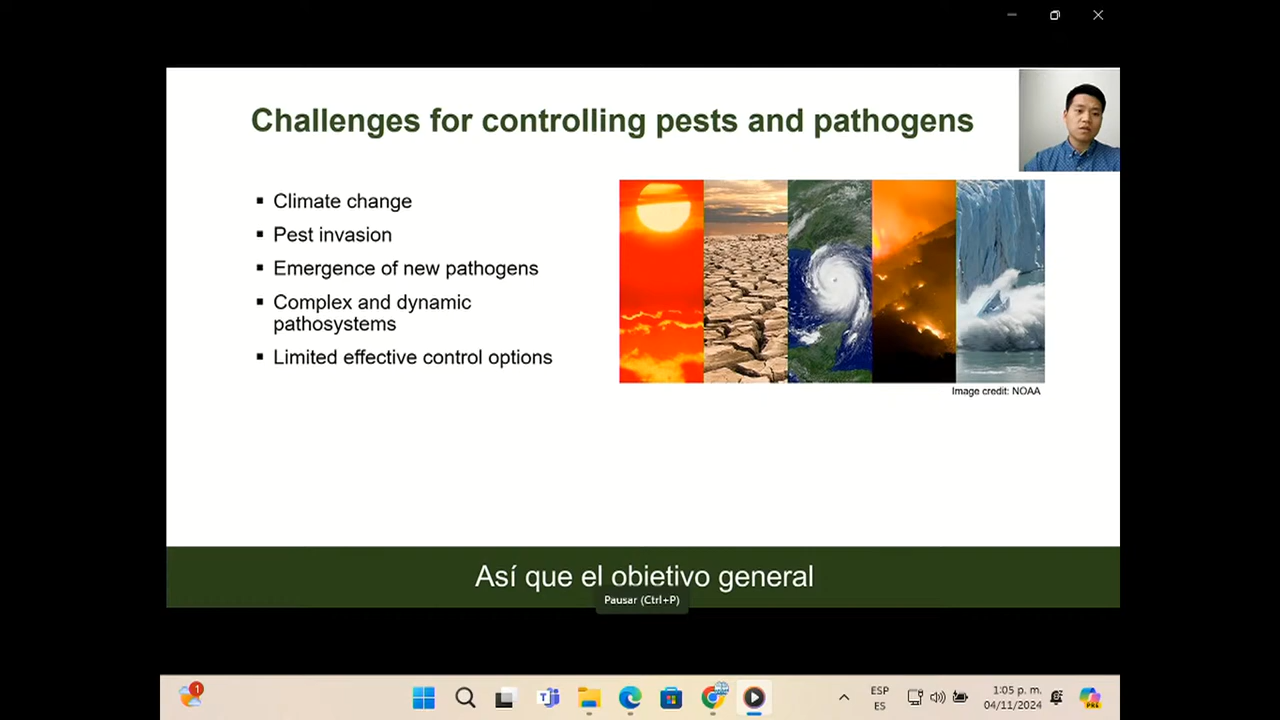 Challenges for controlling pests and pathogens
▪ Climate change
▪ Pest invasion
▪ Emergence of new pathogens
▪ Complex and dynamic
pathosystems
▪ Limited effective control options
Image credit: NOAA
Así que el objetivo general
Pausar (Ctrl+P)
1
ESP
ES
1:05 p. m.
04/11/2024
PRE